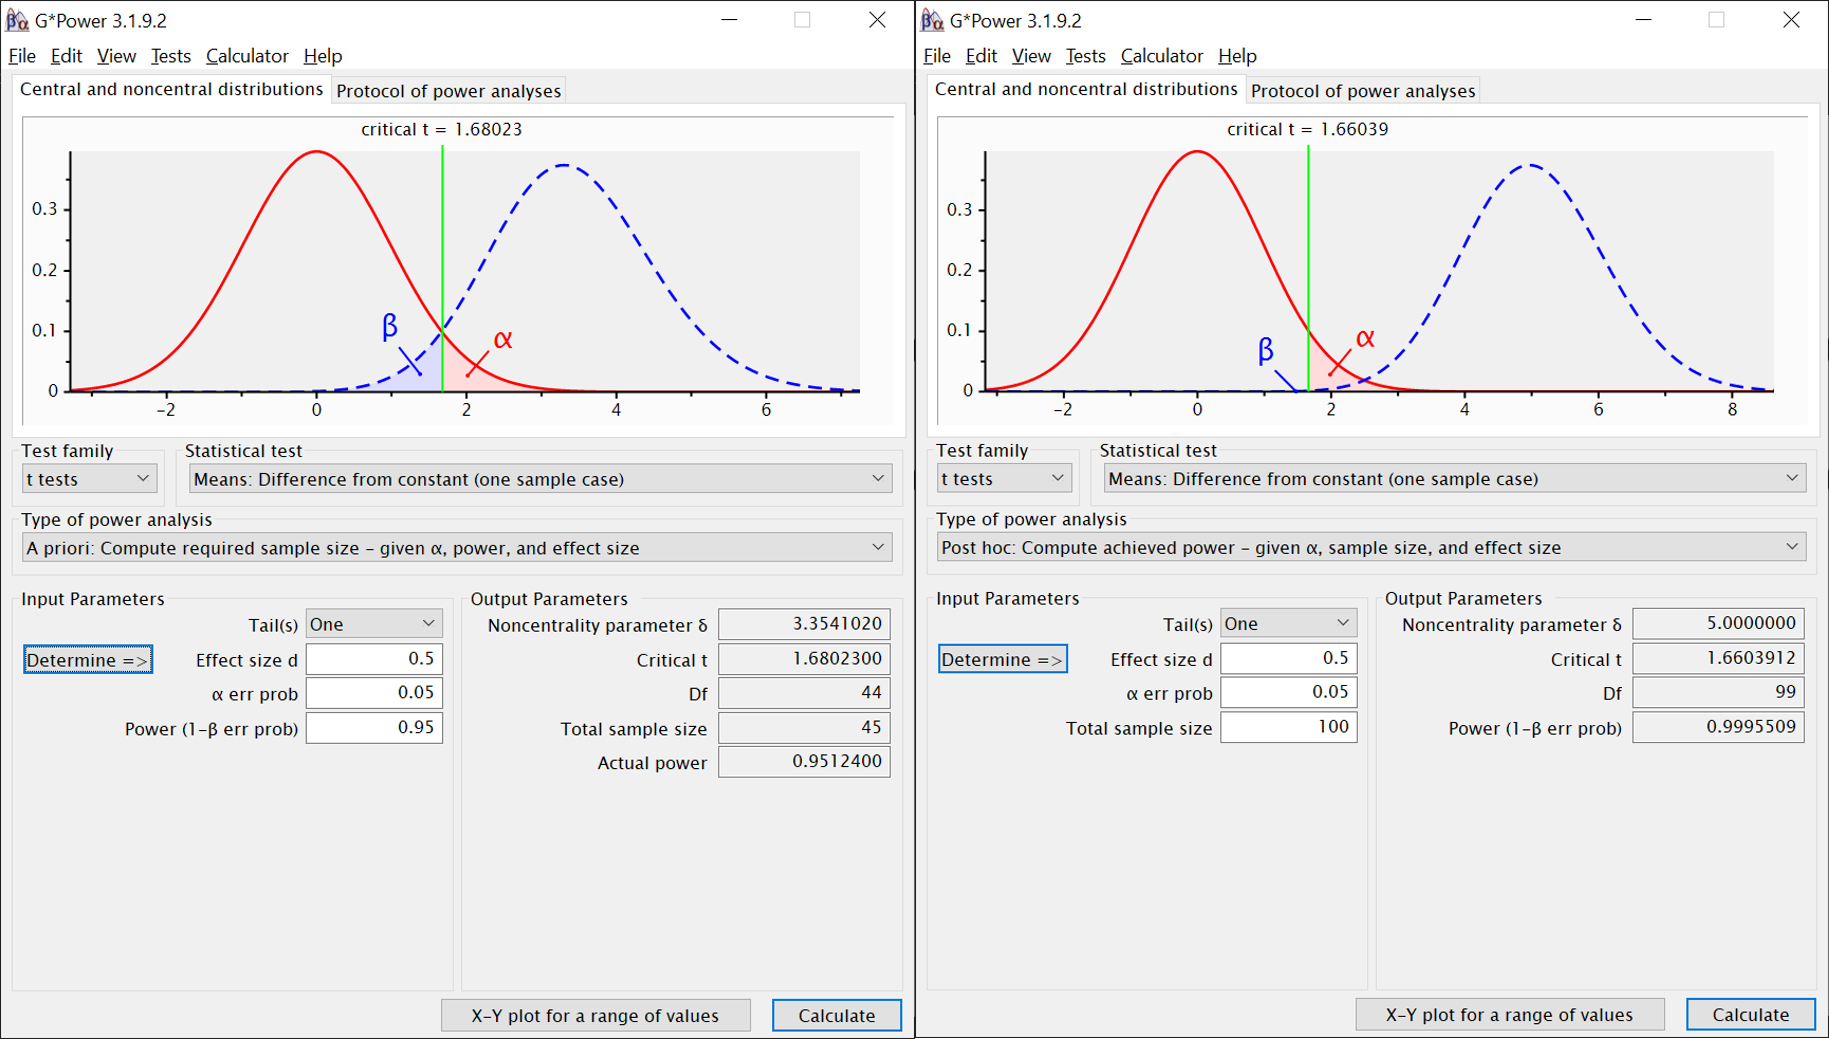 G*Power 3.1.9.2
File Edit View Tests Calculator Help
Central and noncentral distributions
Protocol of power analyses
critical t = 1.68023
0.3
0.2
0.1
0
β
α
-2 0 2 4 6
Test family
t tests
Statistical test
Means: Difference from constant (one sample case)
Type of power analysis
A priori: Compute required sample size - given α, power, and effect size
Input Parameters
Tail(s) One
Determine =>
Effect size d 0.5
α err prob 0.05
Power (1-β err prob) 0.95
Output Parameters
Noncentrality parameter δ 3.3541020
Critical t 1.6802300
Df 44
Total sample size 45
Actual power 0.9512400
X-Y plot for a range of values
Calculate
G*Power 3.1.9.2
File Edit View Tests Calculator Help
Central and noncentral distributions
Protocol of power analyses
critical t = 1.66039
0.3
0.2
0.1
0
β
α
-2 0 2 4 6 8
Test family
t tests
Statistical test
Means: Difference from constant (one sample case)
Type of power analysis
Post hoc: Compute achieved power - given α, sample size, and effect size
Input Parameters
Tail(s) One
Determine =>
Effect size d 0.5
α err prob 0.05
Total sample size 100
Output Parameters
Noncentrality parameter δ 5.0000000
Critical t 1.6603912
Df 99
Power (1-β err prob) 0.9995509
X-Y plot for a range of values
Calculate